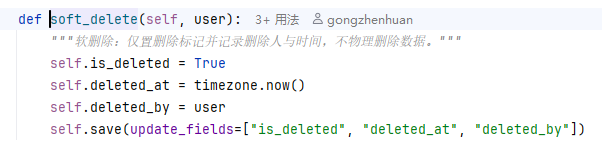 def soft_delete(self, user): 3+ 用法 gongzhenhuan
"""软删除：仅置删除标记并记录删除人与时间，不物理删除数据。"""
self.is_deleted = True
self.deleted_at = timezone.now()
self.deleted_by = user
self.save(update_fields=["is_deleted", "deleted_at", "deleted_by"])